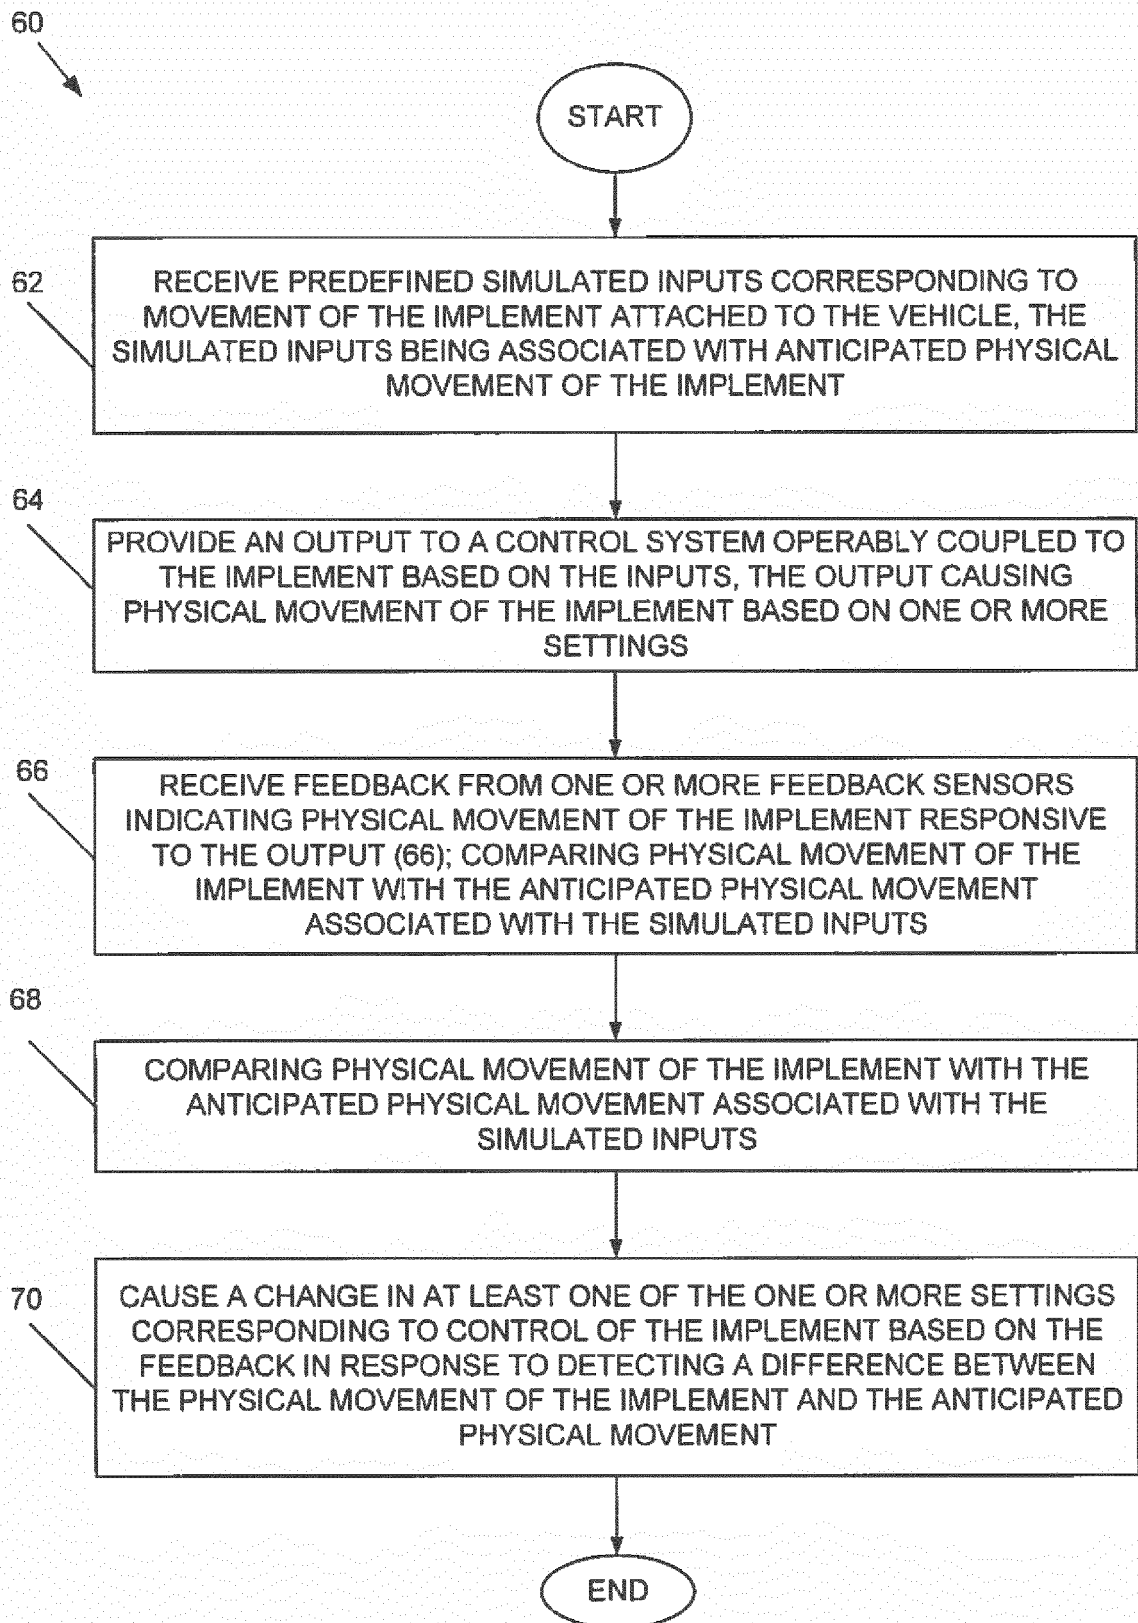 60
START
62
RECEIVE PREDEFINED SIMULATED INPUTS CORRESPONDING TO
MOVEMENT OF THE IMPLEMENT ATTACHED TO THE VEHICLE, THE
SIMULATED INPUTS BEING ASSOCIATED WITH ANTICIPATED PHYSICAL
MOVEMENT OF THE IMPLEMENT
64
PROVIDE AN OUTPUT TO A CONTROL SYSTEM OPERABLY COUPLED TO
THE IMPLEMENT BASED ON THE INPUTS, THE OUTPUT CAUSING
PHYSICAL MOVEMENT OF THE IMPLEMENT BASED ON ONE OR MORE
SETTINGS
66
RECEIVE FEEDBACK FROM ONE OR MORE FEEDBACK SENSORS
INDICATING PHYSICAL MOVEMENT OF THE IMPLEMENT RESPONSIVE
TO THE OUTPUT (66); COMPARING PHYSICAL MOVEMENT OF THE
IMPLEMENT WITH THE ANTICIPATED PHYSICAL MOVEMENT
ASSOCIATED WITH THE SIMULATED INPUTS
68
COMPARING PHYSICAL MOVEMENT OF THE IMPLEMENT WITH THE
ANTICIPATED PHYSICAL MOVEMENT ASSOCIATED WITH THE
SIMULATED INPUTS
70
CAUSE A CHANGE IN AT LEAST ONE OF THE ONE OR MORE SETTINGS
CORRESPONDING TO CONTROL OF THE IMPLEMENT BASED ON THE
FEEDBACK IN RESPONSE TO DETECTING A DIFFERENCE BETWEEN
THE PHYSICAL MOVEMENT OF THE IMPLEMENT AND THE ANTICIPATED
PHYSICAL MOVEMENT
END